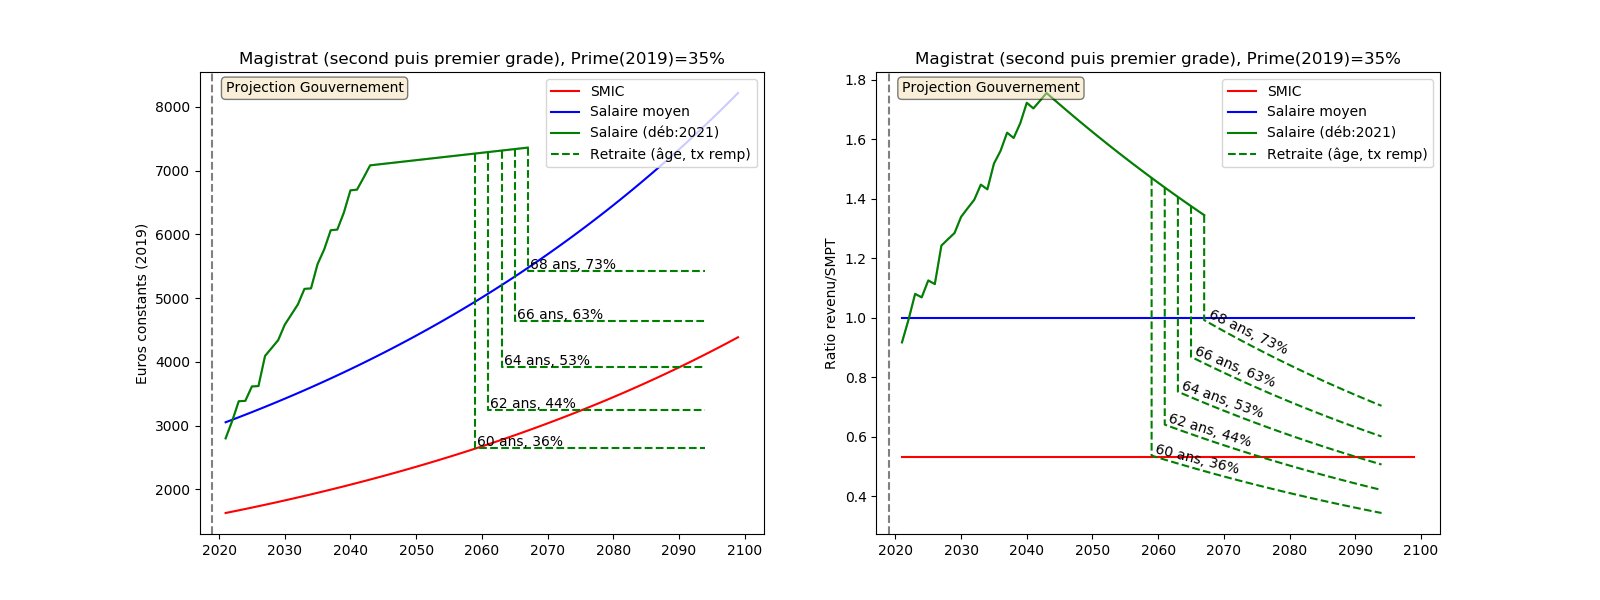 Magistrat (second puis premier grade), Prime(2019)=35%
Projection Gouvernement
SMIC
Salaire moyen
Salaire (déb:2021)
Retraite (âge, tx remp)
Euros constants (2019)
8000
7000
6000
5000
4000
3000
2000
68 ans, 73%
66 ans, 63%
64 ans, 53%
62 ans, 44%
60 ans, 36%
2020 2030 2040 2050 2060 2070 2080 2090 2100
Magistrat (second puis premier grade), Prime(2019)=35%
Projection Gouvernement
SMIC
Salaire moyen
Salaire (déb:2021)
Retraite (âge, tx remp)
Ratio revenu/SMPT
1.8
1.6
1.4
1.2
1.0
0.8
0.6
0.4
68 ans, 73%
66 ans, 63%
64 ans, 53%
62 ans, 44%
60 ans, 36%
2020 2030 2040 2050 2060 2070 2080 2090 2100